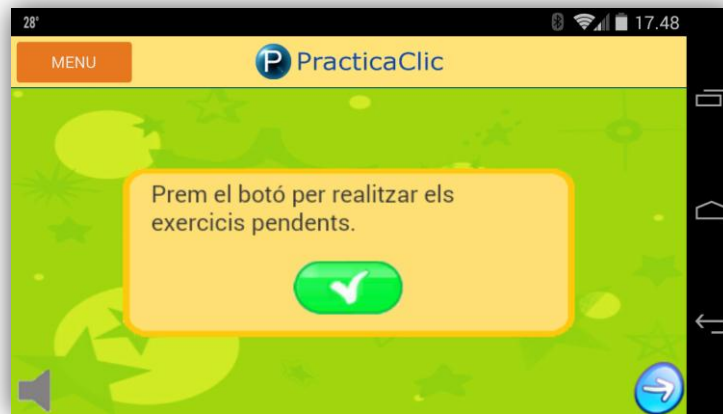 28°
17.48
MENU
P PracticaClic
Prem el botó per realitzar els
exercicis pendents.